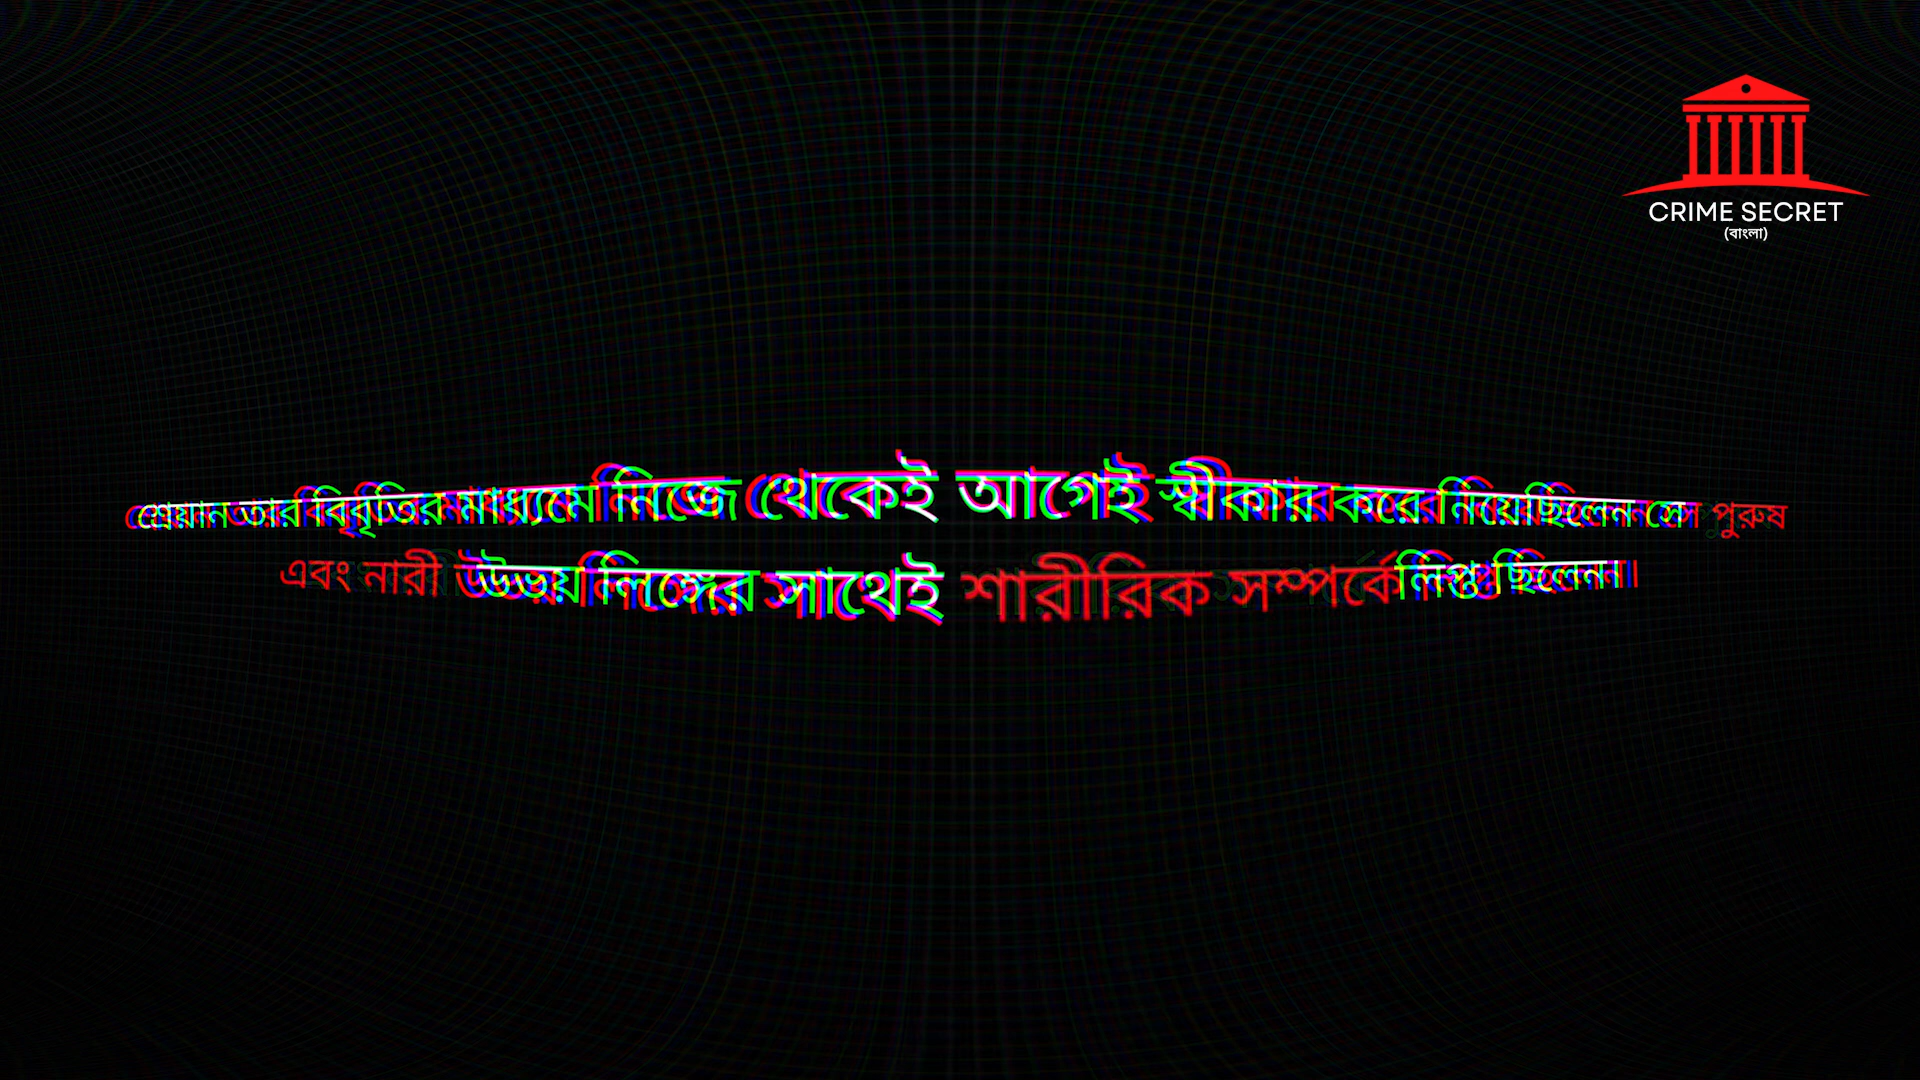 CRIME SECRET
(বাংলা)
শ্রেয়ান তার বিবৃতির মাধ্যমে নিজে থেকেই আগেই স্বীকার করে নিয়েছিলেন সে পুরুষ
এবং নারী উভয় লিঙ্গের সাথেই শারীরিক সম্পর্কে লিপ্ত ছিলেন।